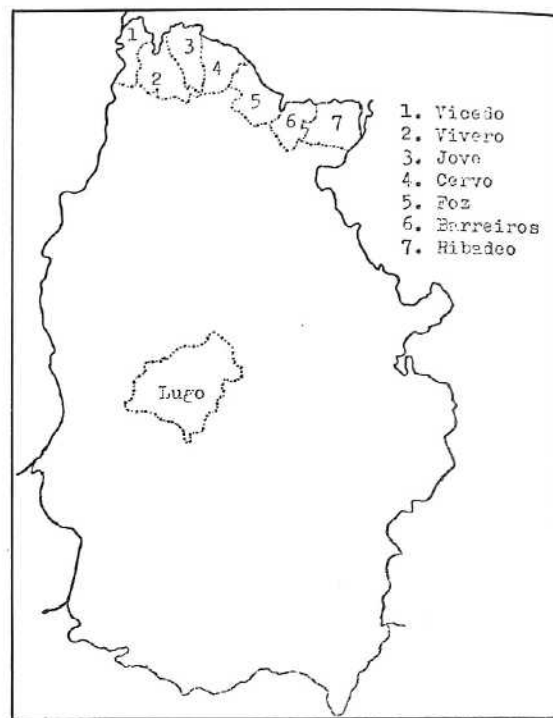 1
3
2
4
5
6
7
1. Vicedo
2. Vivero
3. Jove
4. Cervo
5. Foz
6. Barreiros
7. Ribadeo
Lugo